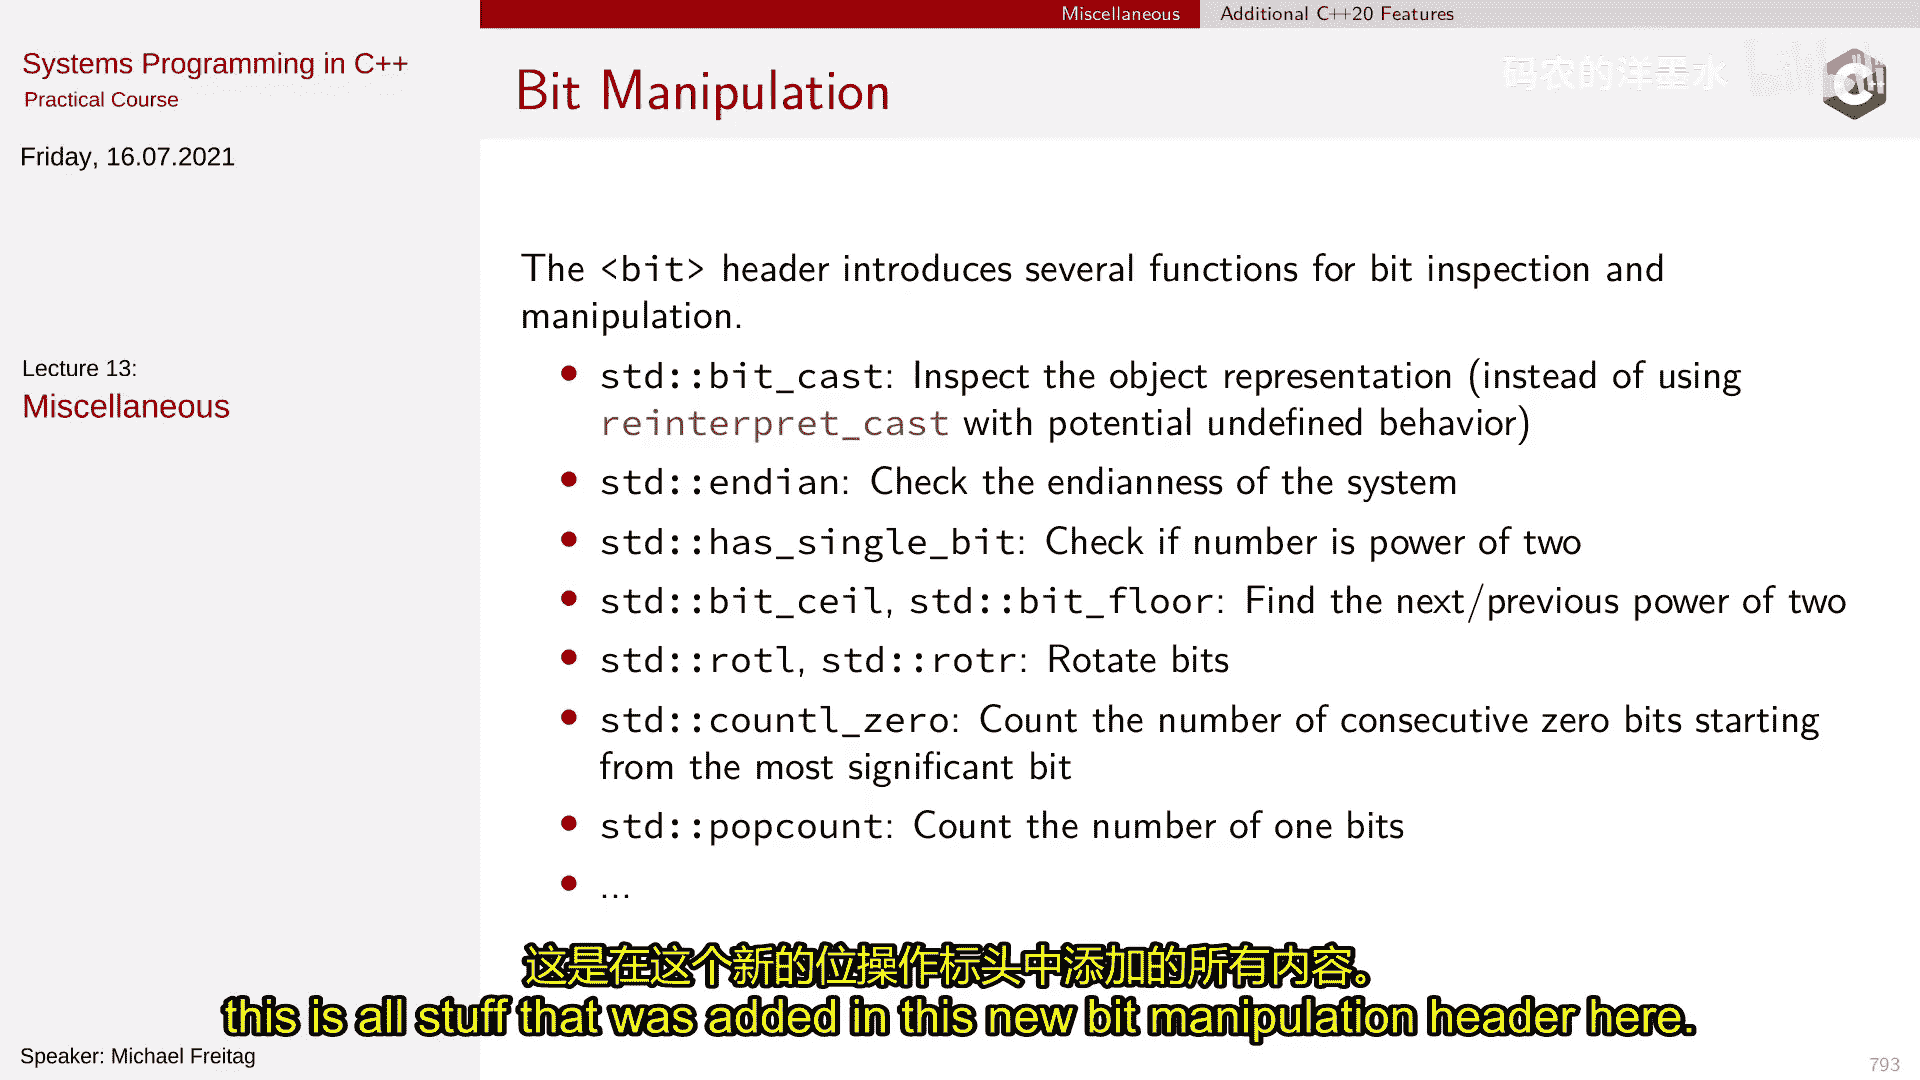 Miscellaneous
Additional C++20 Features
Systems Programming in C++
Practical Course
Friday, 16.07.2021
Lecture 13:
Miscellaneous
Bit Manipulation
码农的洋墨水
The <bit> header introduces several functions for bit inspection and
manipulation.
• std::bit_cast: Inspect the object representation (instead of using
reinterpret_cast with potential undefined behavior)
• std::endian: Check the endianness of the system
• std::has_single_bit: Check if number is power of two
• std::bit_ceil, std::bit_floor: Find the next/previous power of two
• std::rotl, std::rotr: Rotate bits
• std::countl_zero: Count the number of consecutive zero bits starting
from the most significant bit
• std::popcount: Count the number of one bits
• ...
这是在这个新的位操作标头中添加的所有内容。
this is all stuff that was added in this new bit manipulation header here.
Speaker: Michael Freitag
793